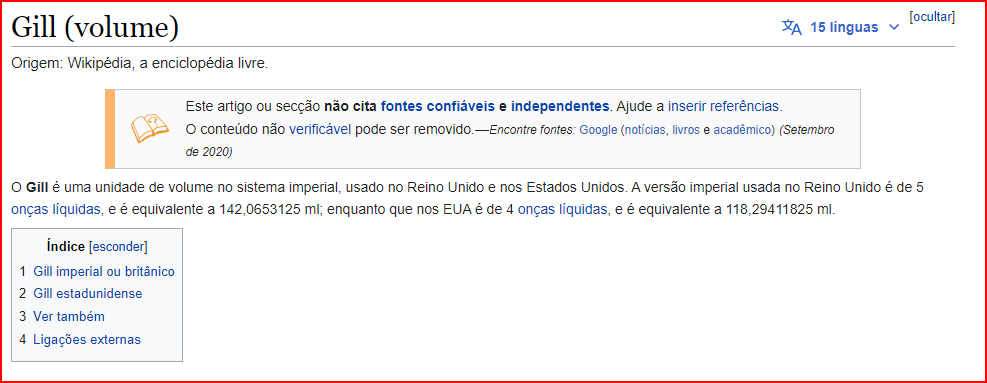 Gill (volume)
15 línguas
[ocultar]
Origem: Wikipédia, a enciclopédia livre.
Este artigo ou secção não cita fontes confiáveis e independentes. Ajude a inserir referências.
O conteúdo não verificável pode ser removido.—Encontre fontes: Google (notícias, livros e acadêmico) (Setembro
de 2020)
O Gill é uma unidade de volume no sistema imperial, usado no Reino Unido e nos Estados Unidos. A versão imperial usada no Reino Unido é de 5
onças líquidas, e é equivalente a 142,0653125 ml; enquanto que nos EUA é de 4 onças líquidas, e é equivalente a 118,29411825 ml.
Índice [esconder]
1 Gill imperial ou britânico
2 Gill estadunidense
3 Ver também
4 Ligações externas